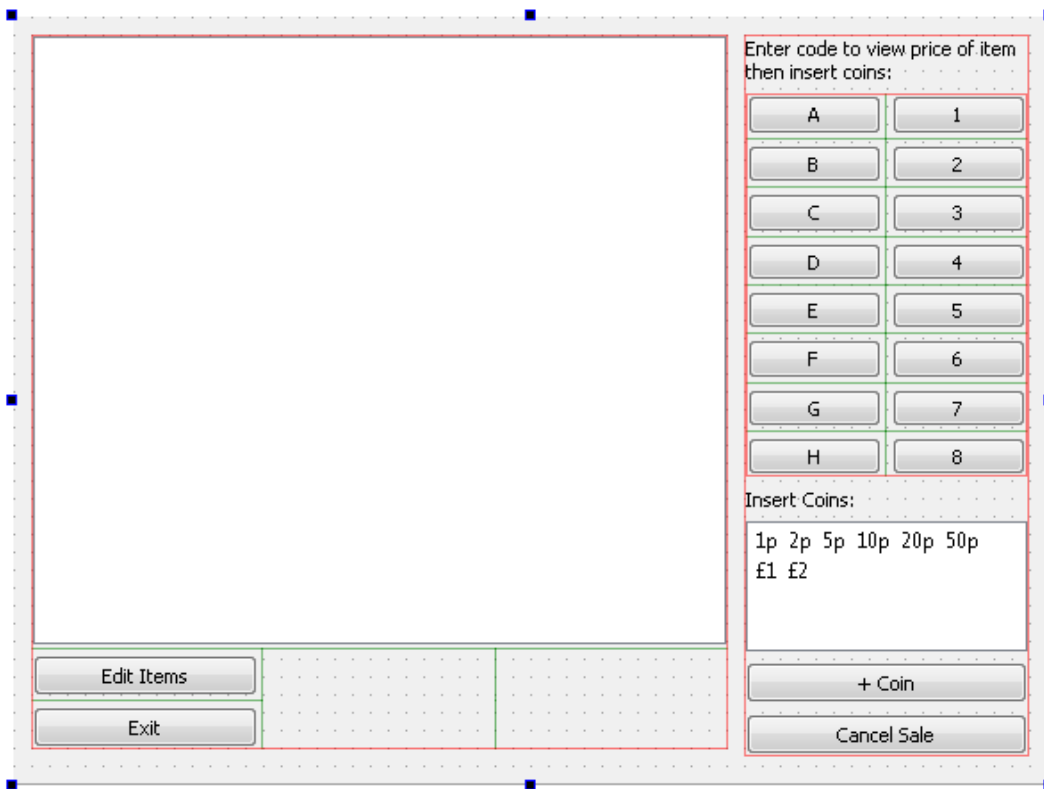 Enter code to view price of item
then insert coins:
A 1
B 2
C 3
D 4
E 5
F 6
G 7
H 8
Insert Coins:
1p 2p 5p 10p 20p 50p
£1 £2
+ Coin
Cancel Sale
Edit Items
Exit